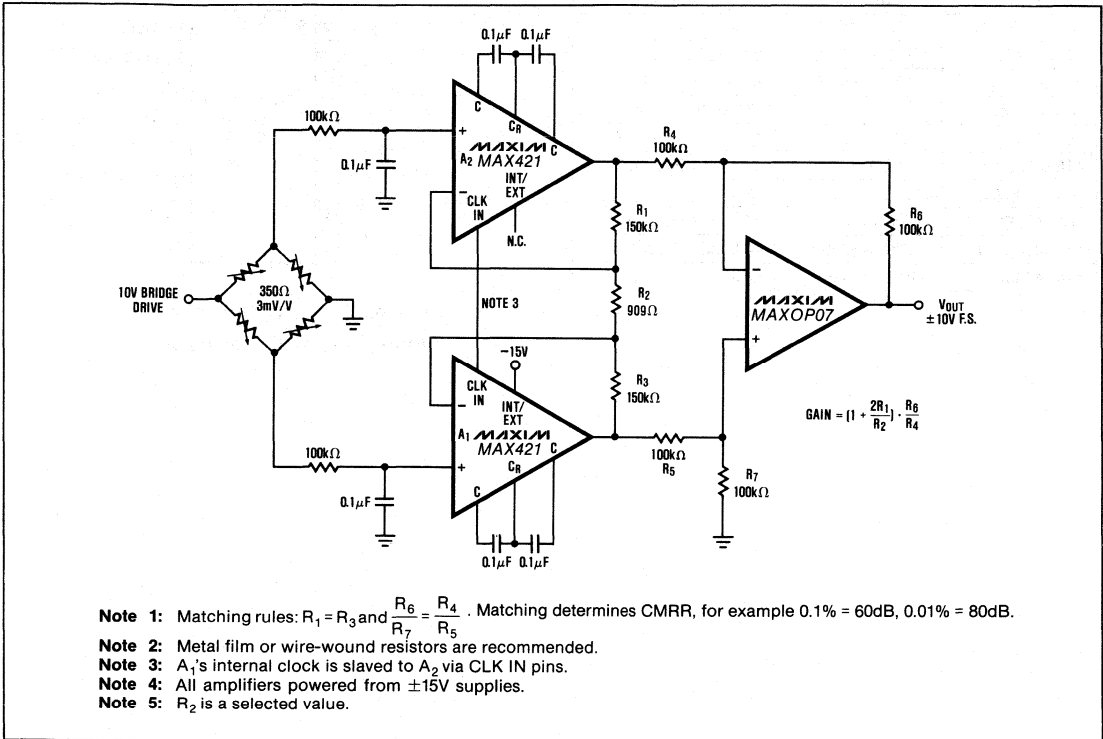 0.1μF 0.1μF
C
CR
C
100kΩ
+
MAXIM
A2 MAX421
INT/
EXT
0.1μF
−
CLK
IN
N.C.
R4
100kΩ
R1
150kΩ
R6
100kΩ
10V BRIDGE
DRIVE
350Ω
3mV/V
NOTE 3
R2
909Ω
−
MAXIM
MAXOP07
+
VOUT
±10V F.S.
−15V
CLK
IN
INT/
EXT
−
A1 MAXIM
MAX421
C
CR
+
C
R3
150kΩ
GAIN = (1 + 2R1/R2) · R6/R4
100kΩ
0.1μF
100kΩ
R5
R7
100kΩ
0.1μF 0.1μF
Note 1: Matching rules: R1 = R3 and R6/R7 = R4/R5 . Matching determines CMRR, for example 0.1% = 60dB, 0.01% = 80dB.
Note 2: Metal film or wire-wound resistors are recommended.
Note 3: A1's internal clock is slaved to A2 via CLK IN pins.
Note 4: All amplifiers powered from ±15V supplies.
Note 5: R2 is a selected value.